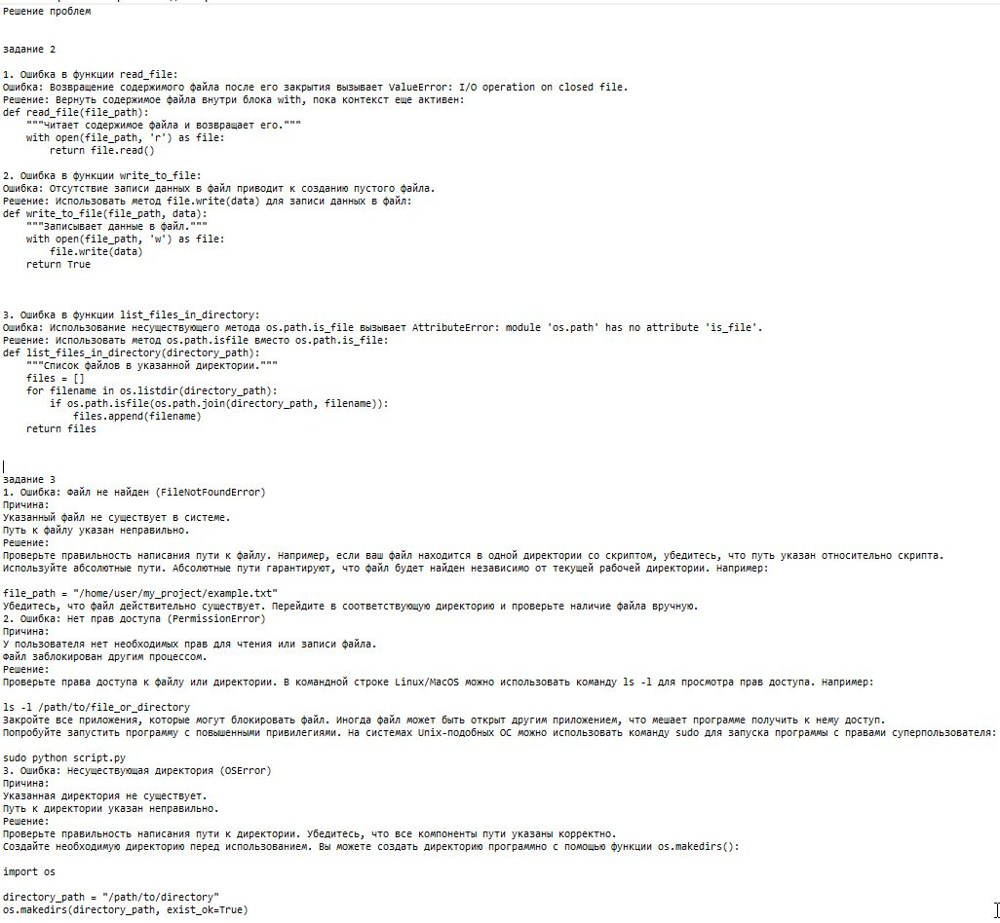 Решение проблем
задание 2
1. Ошибка в функции read_file:
Ошибка: Возвращение содержимого файла после его закрытия вызывает ValueError: I/O operation on closed file.
Решение: Вернуть содержимое файла внутри блока with, пока контекст еще активен:
def read_file(file_path):
    """Читает содержимое файла и возвращает его."""
    with open(file_path, 'r') as file:
        return file.read()
2. Ошибка в функции write_to_file:
Ошибка: Отсутствие записи данных в файл приводит к созданию пустого файла.
Решение: Использовать метод file.write(data) для записи данных в файл:
def write_to_file(file_path, data):
    """Записывает данные в файл."""
    with open(file_path, 'w') as file:
        file.write(data)
    return True
3. Ошибка в функции list_files_in_directory:
Ошибка: Использование несуществующего метода os.path.is_file вызывает AttributeError: module 'os.path' has no attribute 'is_file'.
Решение: Использовать метод os.path.isfile вместо os.path.is_file:
def list_files_in_directory(directory_path):
    """Список файлов в указанной директории."""
    files = []
    for filename in os.listdir(directory_path):
        if os.path.isfile(os.path.join(directory_path, filename)):
            files.append(filename)
    return files
задание 3
1. Ошибка: Файл не найден (FileNotFoundError)
Причина:
Указанный файл не существует в системе.
Путь к файлу указан неправильно.
Решение:
Проверьте правильность написания пути к файлу. Например, если ваш файл находится в одной директории со скриптом, убедитесь, что путь указан относительно скрипта.
Используйте абсолютные пути. Абсолютные пути гарантируют, что файл будет найден независимо от текущей рабочей директории. Например:
file_path = "/home/user/my_project/example.txt"
Убедитесь, что файл действительно существует. Перейдите в соответствующую директорию и проверьте наличие файла вручную.
2. Ошибка: Нет прав доступа (PermissionError)
Причина:
У пользователя нет необходимых прав для чтения или записи файла.
Файл заблокирован другим процессом.
Решение:
Проверьте права доступа к файлу или директории. В командной строке Linux/MacOS можно использовать команду ls -l для просмотра прав доступа. Например:
ls -l /path/to/file_or_directory
Закройте все приложения, которые могут блокировать файл. Иногда файл может быть открыт другим приложением, что мешает программе получить к нему доступ.
Попробуйте запустить программу с повышенными привилегиями. На системах Unix-подобных ОС можно использовать команду sudo для запуска программы с правами суперпользователя:
sudo python script.py
3. Ошибка: Несуществующая директория (OSError)
Причина:
Указанная директория не существует.
Путь к директории указан неправильно.
Решение:
Проверьте правильность написания пути к директории. Убедитесь, что все компоненты пути указаны корректно.
Создайте необходимую директорию перед использованием. Вы можете создать директорию программно с помощью функции os.makedirs():
import os
directory_path = "/path/to/directory"
os.makedirs(directory_path, exist_ok=True)